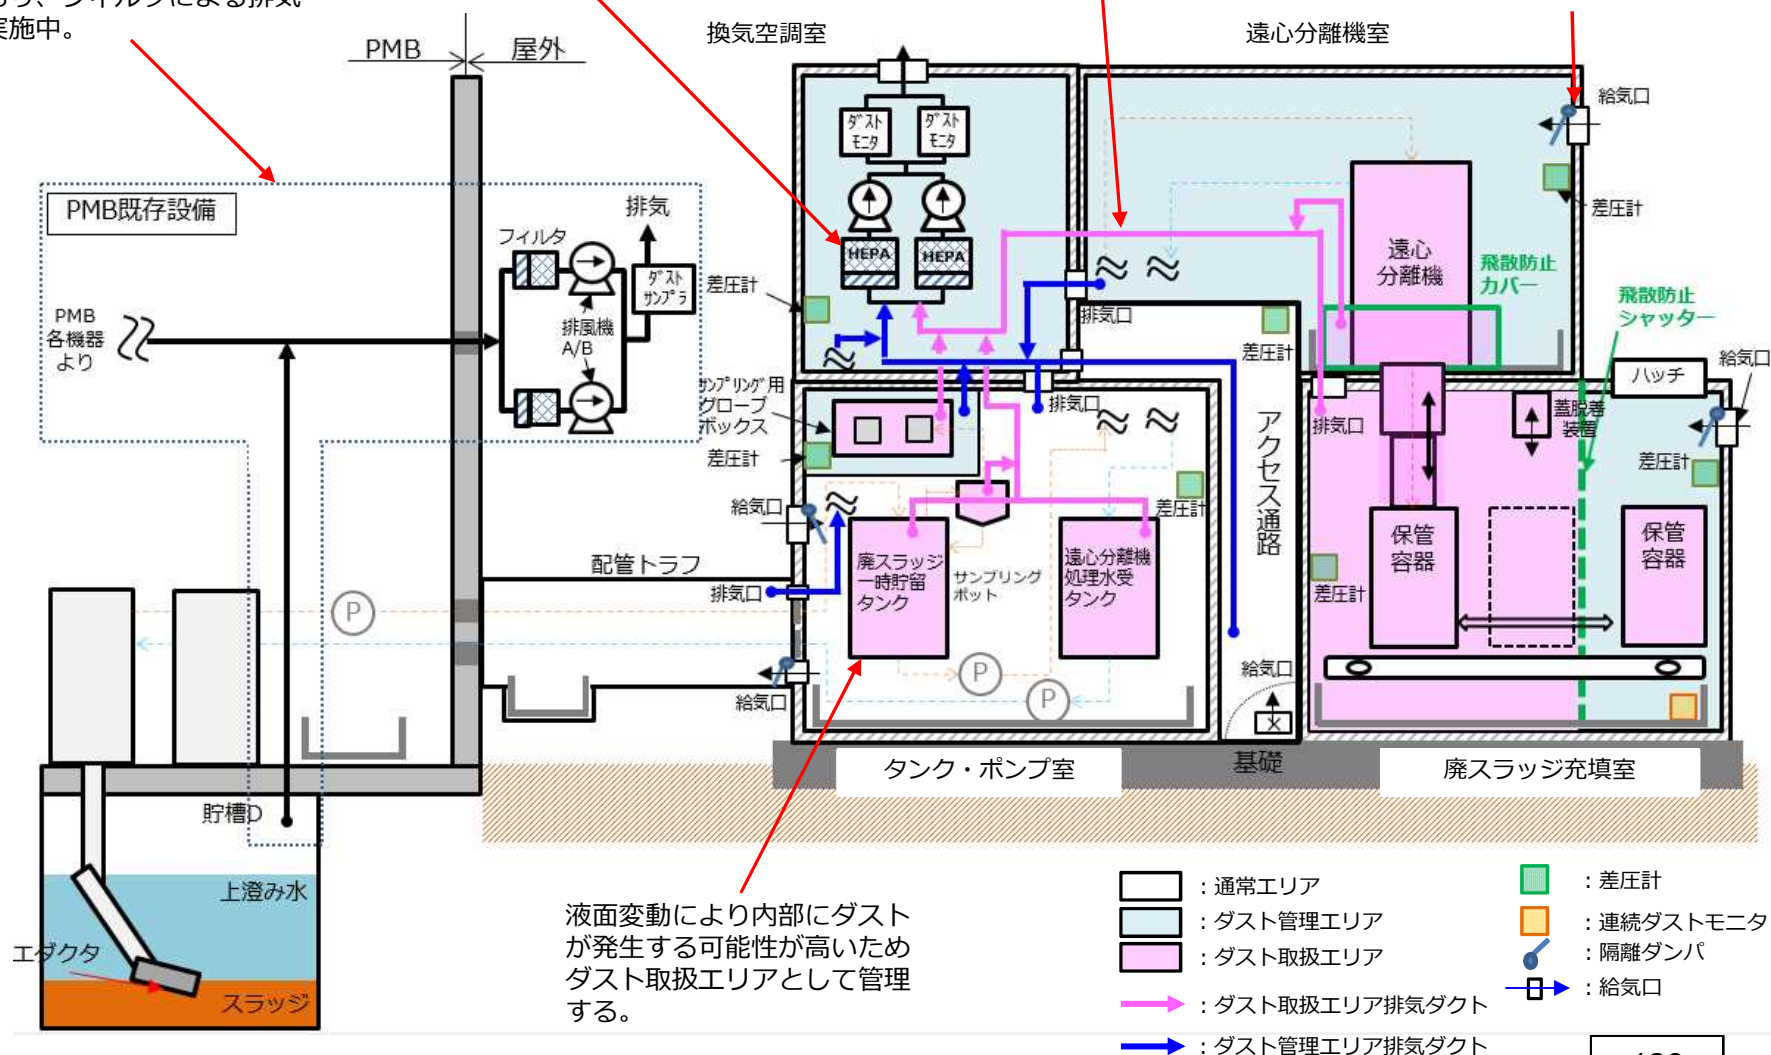 フィルタによる排気
実施中。
PMB
屋外
換気空調室
遠心分離機室
PMB既存設備
フィルタ
排気
ダスト
サンプラ
排風機
A/B
PMB
各機器
より
差圧計
ダスト
モニタ
ダスト
モニタ
HEPA
HEPA
排気口
遠心
分離機
飛散防止
カバー
給気口
差圧計
飛散防止
シャッター
差圧計
ハッチ
給気口
サンプリング用
グローブ
ボックス
差圧計
排気口
アクセス通路
排気口
蓋脱着
装置
差圧計
給気口
差圧計
配管トラフ
排気口
廃スラッジ
一時貯留
タンク
サンプリング
ポット
遠心分離機
処理水受
タンク
保管
容器
保管
容器
差圧計
P
P
P
給気口
給気口
タンク・ポンプ室
基礎
廃スラッジ充填室
貯槽D
上澄み水
エダクタ
スラッジ
液面変動により内部にダスト
が発生する可能性が高いため
ダスト取扱エリアとして管理
する。
：通常エリア
：ダスト管理エリア
：ダスト取扱エリア
：ダスト取扱エリア排気ダクト
：ダスト管理エリア排気ダクト
：差圧計
：連続ダストモニタ
：隔離ダンパ
：給気口